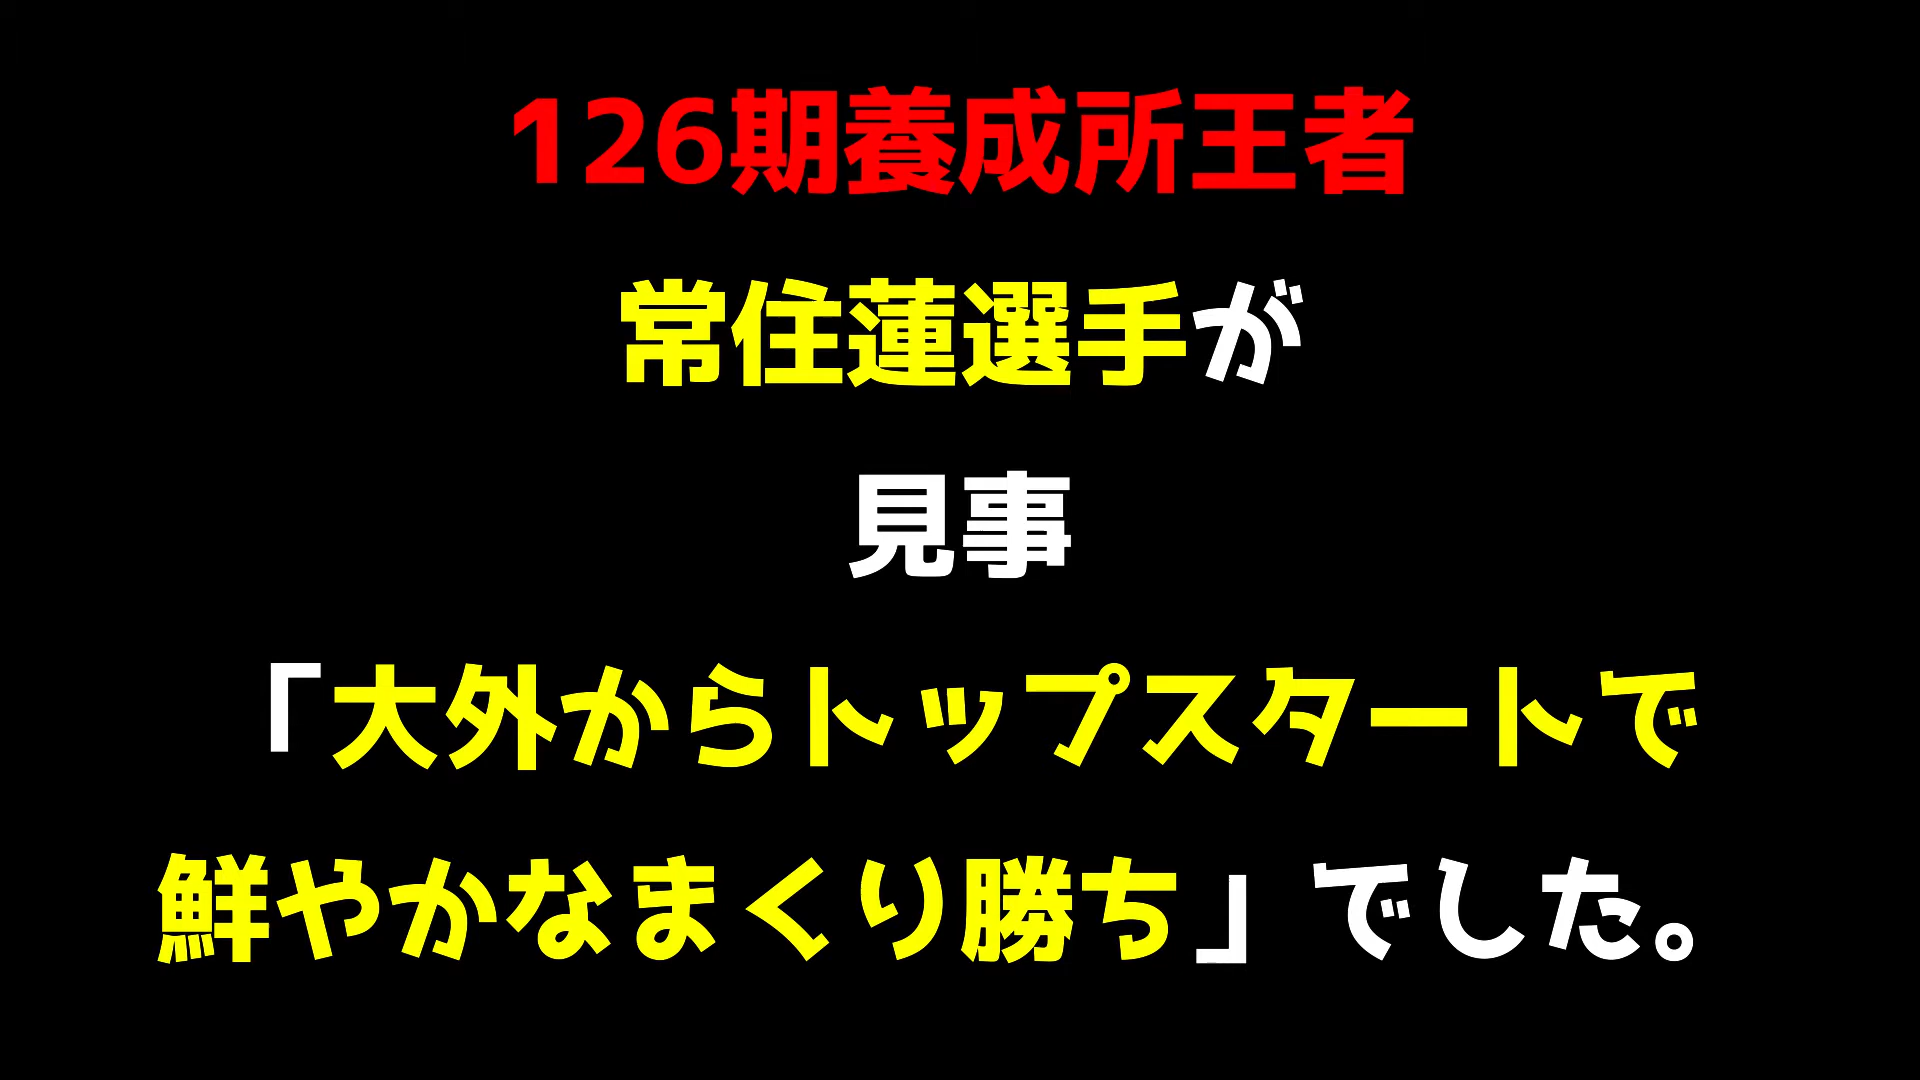 126期養成所王者
常住蓮選手が
見事
「大外からトップスタートで
鮮やかなまくり勝ち」でした。